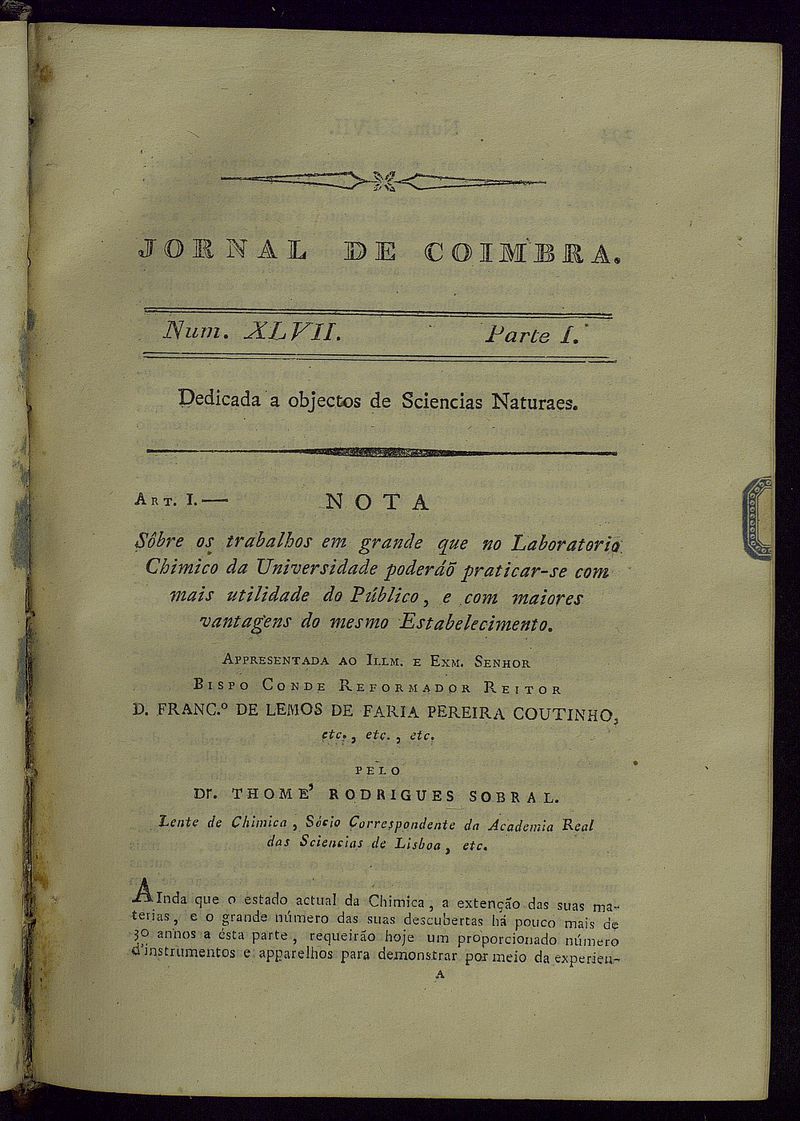 JORNAL DE COIMBRA.
Num. XLVII. Parte I.
Dedicada a objectos de Sciencias Naturaes.
ART. I.— NOTA
Sôbre os trabalhos em grande que no Laboratorio
Chimico da Universidade poderáõ praticar-se com
mais utilidade do Público, e com maiores
vantagens do mesmo Estabelecimento.
APPRESENTADA AO ILLM. E EXM. SENHOR
BISPO CONDE REFORMADOR REITOR
D. FRANC.º DE LEMOS DE FARIA PEREIRA COUTINHO,
etc., etc., etc.
PELO
Dr. THOME' RODRIGUES SOBRAL.
Lente de Chimica, Sócio Correspondente da Academia Real
das Sciencias de Lisboa, etc.
AInda que o estado actual da Chimica, a extenção das suas ma-
terias, e o grande número das suas descubertas há pouco mais de
30 annos a ésta parte, requeirão hoje um proporcionado número
d'instrumentos e apparelhos para demonstrar por meio da experien-
A